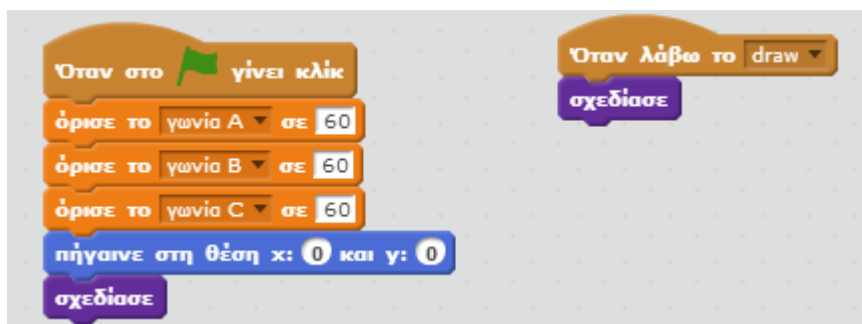 Όταν στο γίνει κλικ
όρισε το γωνία A σε 60
όρισε το γωνία B σε 60
όρισε το γωνία C σε 60
πήγαινε στη θέση x: 0 και y: 0
σχεδίασε
Όταν λάβω το draw
σχεδίασε